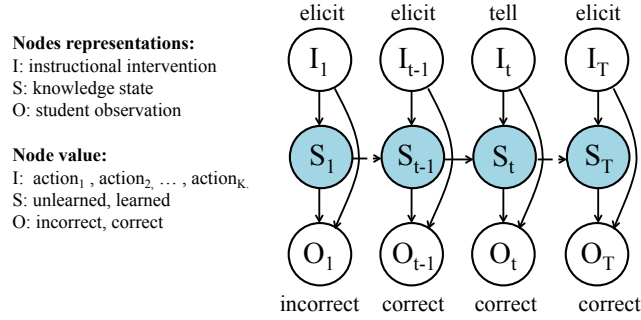 elicit elicit tell elicit
Nodes representations:
I: instructional intervention
S: knowledge state
O: student observation
Node value:
I: action1 , action2, … , actionK.
S: unlearned, learned
O: incorrect, correct
I1 It-1 It IT
S1 St-1 St ST
O1 Ot-1 Ot OT
incorrect correct correct correct